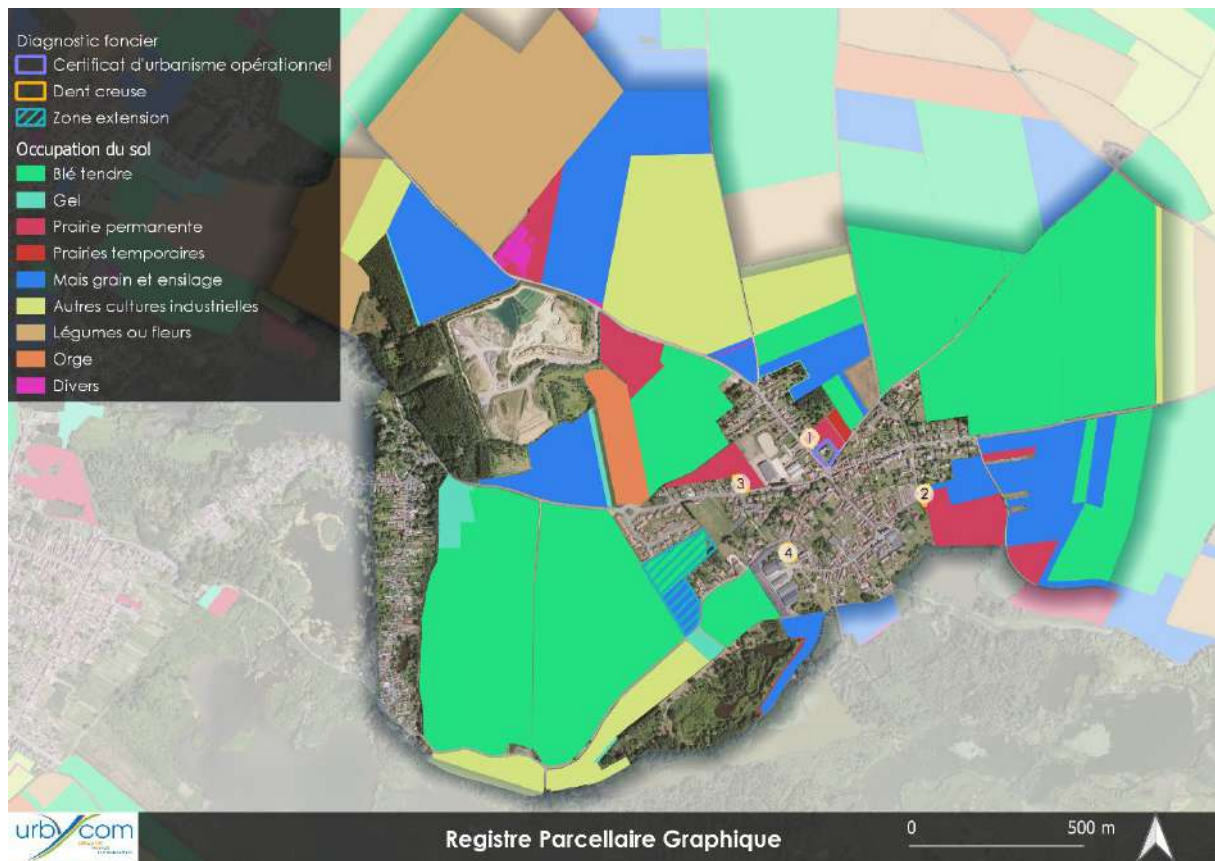 Diagnostic foncier
Certificat d'urbanisme opérationnel
Dent creuse
Zone extension
Occupation du sol
Blé tendre
Gel
Prairie permanente
Prairies temporaires
Mais grain et ensilage
Autres cultures industrielles
Légumes ou fleurs
Orge
Divers
1
2
3
4
urbycom
Registre Parcellaire Graphique
0
500 m